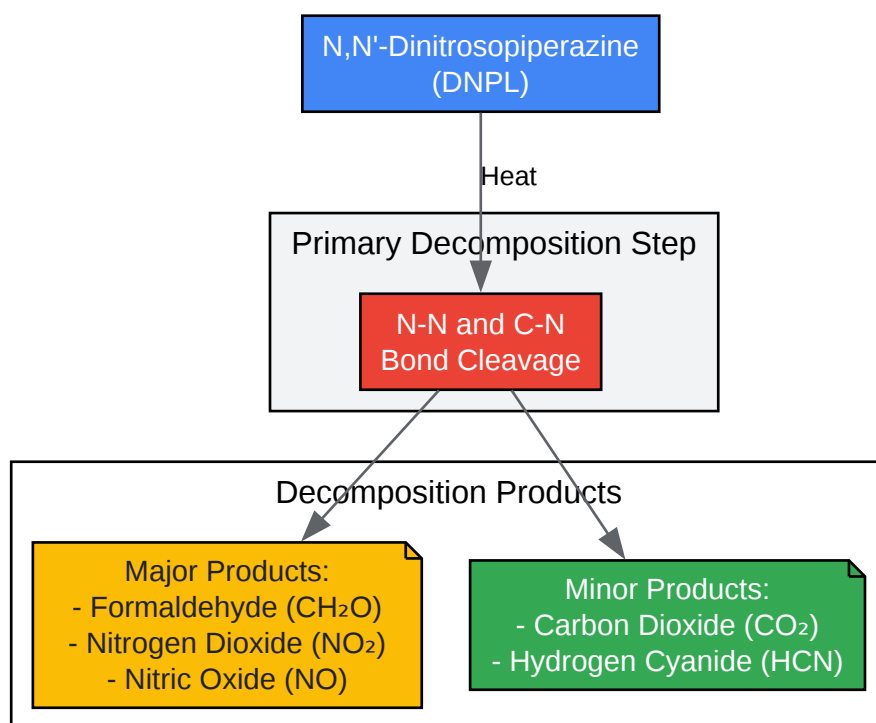 N,N'-Dinitrosopiperazine
(DNPL)
Heat
Primary Decomposition Step
N-N and C-N
Bond Cleavage
Decomposition Products
Major Products:
- Formaldehyde (CH₂O)
- Nitrogen Dioxide (NO₂)
- Nitric Oxide (NO)
Minor Products:
- Carbon Dioxide (CO₂)
- Hydrogen Cyanide (HCN)